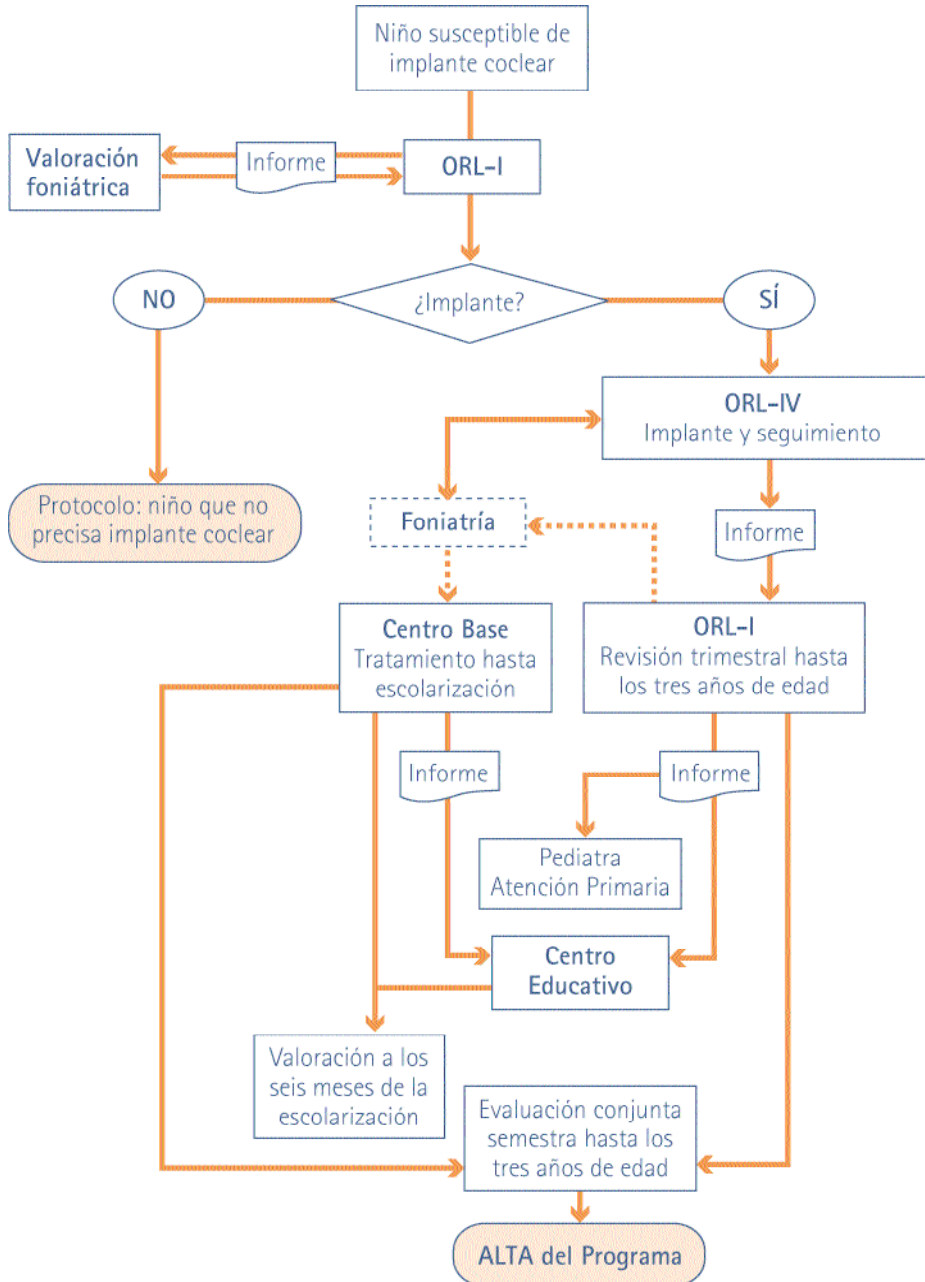 Niño susceptible de
implante coclear
Valoración
foniátrica
Informe
ORL-I
¿Implante?
NO
SÍ
ORL-IV
Implante y seguimiento
Protocolo: niño que no
precisa implante coclear
Foniatría
Informe
Centro Base
Tratamiento hasta
escolarización
ORL-I
Revisión trimestral hasta
los tres años de edad
Informe
Informe
Pediatra
Atención Primaria
Centro
Educativo
Valoración a los
seis meses de la
escolarización
Evaluación conjunta
semestra hasta los
tres años de edad
ALTA del Programa